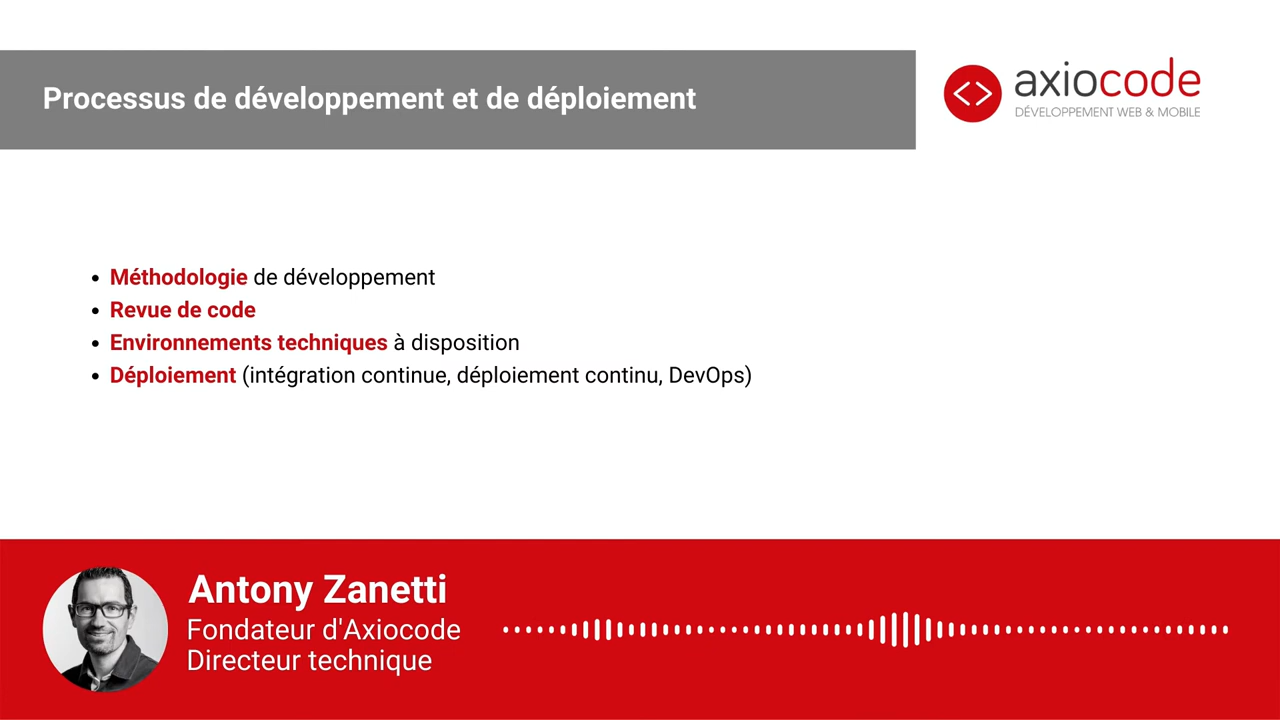 Processus de développement et de déploiement
axiocode
DÉVELOPPEMENT WEB & MOBILE
• Méthodologie de développement
• Revue de code
• Environnements techniques à disposition
• Déploiement (intégration continue, déploiement continu, DevOps)
Antony Zanetti
Fondateur d'Axiocode
Directeur technique